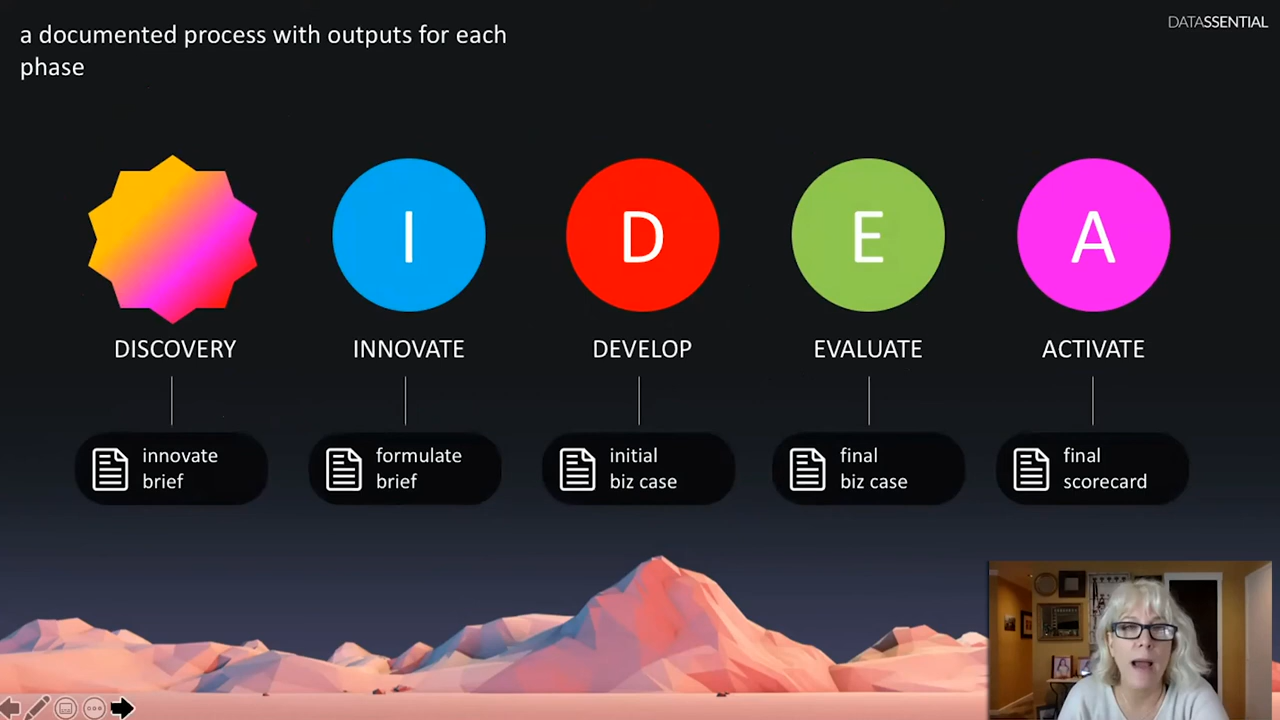 a documented process with outputs for each
phase
DATASSENTIAL
I
D
E
A
DISCOVERY
INNOVATE
DEVELOP
EVALUATE
ACTIVATE
innovate
brief
formulate
brief
initial
biz case
final
biz case
final
scorecard